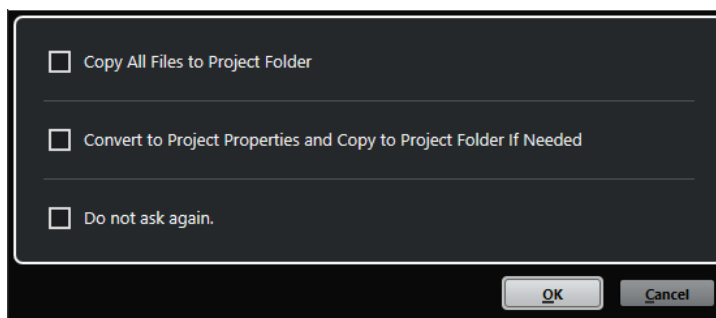 Copy All Files to Project Folder
Convert to Project Properties and Copy to Project Folder If Needed
Do not ask again.
OK
Cancel